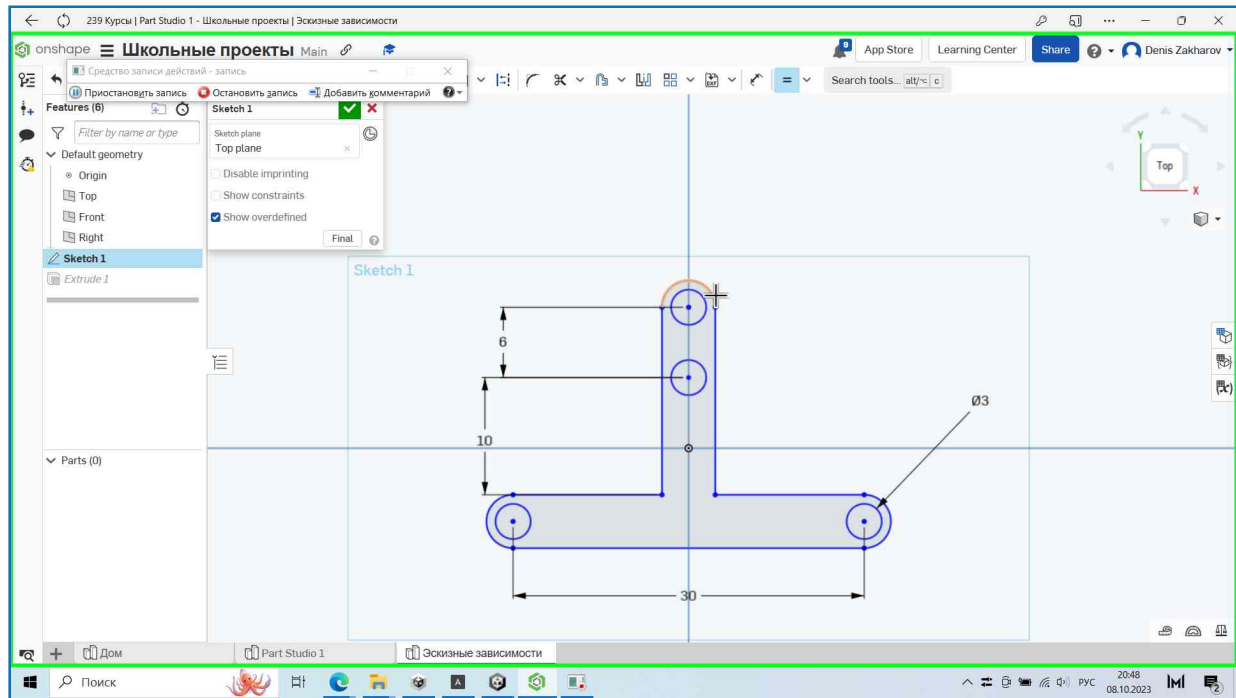 239 Курсы | Part Studio 1 - Школьные проекты | Эскизные зависимости
onshape Школьные проекты Main
9 App Store Learning Center Share Denis Zakharov
Средство записи действий - запись
Search tools... alt/⌥ c
Приостановить запись Остановить запись Добавить комментарий
Features (6)
Sketch 1
Filter by name or type
Sketch plane
Top plane
Default geometry
Origin
Disable imprinting
Top
Show constraints
Front
Show overdefined
Right
Final
Sketch 1
Extrude 1
Y
Top
X
Sketch 1
6
Ø3
10
30
Parts (0)
Дом Part Studio 1 Эскизные зависимости
Поиск
РУС
20:48
08.10.2023
2